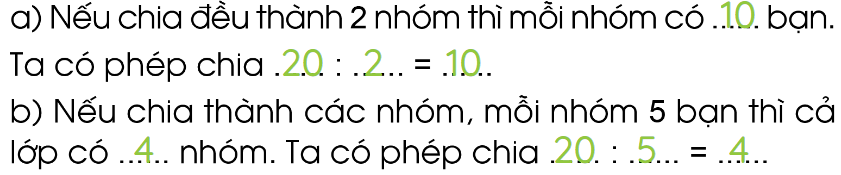 a) Nếu chia đều thành 2 nhóm thì mỗi nhóm có ..10.. bạn.
Ta có phép chia ..20.. : ..2... = ..10..
b) Nếu chia thành các nhóm, mỗi nhóm 5 bạn thì cả
lớp có ...4... nhóm. Ta có phép chia ..20.. : ..5... = ..4...